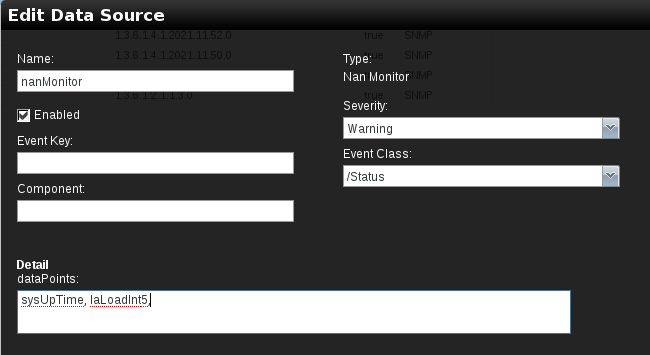 Edit Data Source
1.3.6.1.4.1.2021.11.52.0 true SNMP
Name:
Type:
1.3.6.1.4.1.2021.11.50.0 true SNMP
nanMonitor
Nan Monitor
true SNMP
1.3.6.1.2.1.1.3.0 true SNMP
Enabled
Severity:
Warning
Event Key:
Event Class:
/Status
Component:
Detail
dataPoints:
sysUpTime, laLoadInt5,